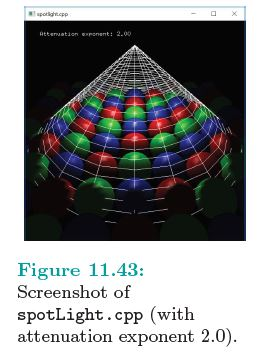 spotlight.cpp
Attenuation exponent: 2.00
Figure 11.43:
Screenshot of
spotLight.cpp (with
attenuation exponent 2.0).